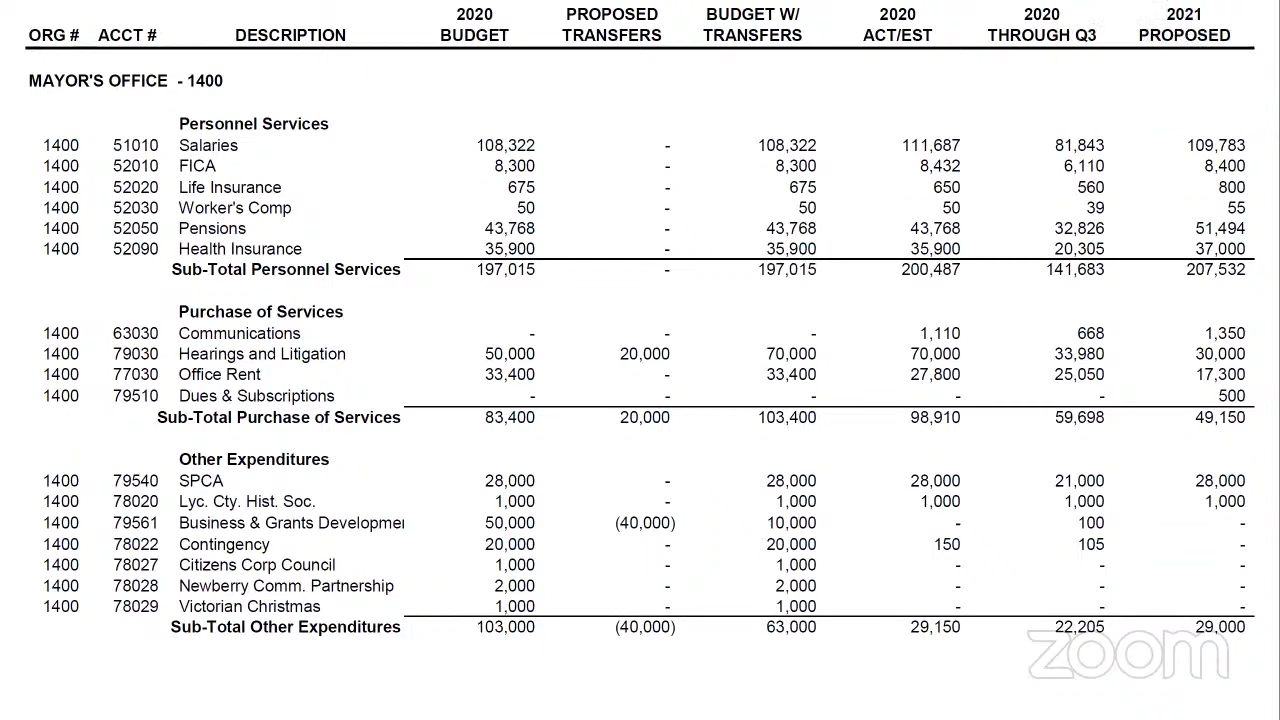 2020 PROPOSED BUDGET W/ 2020 2020 2021
ORG # ACCT # DESCRIPTION BUDGET TRANSFERS TRANSFERS ACT/EST THROUGH Q3 PROPOSED
MAYOR'S OFFICE - 1400
Personnel Services
1400 51010 Salaries 108,322 - 108,322 111,687 81,843 109,783
1400 52010 FICA 8,300 - 8,300 8,432 6,110 8,400
1400 52020 Life Insurance 675 - 675 650 560 800
1400 52030 Worker's Comp 50 - 50 50 39 55
1400 52050 Pensions 43,768 - 43,768 43,768 32,826 51,494
1400 52090 Health Insurance 35,900 - 35,900 35,900 20,305 37,000
Sub-Total Personnel Services 197,015 - 197,015 200,487 141,683 207,532
Purchase of Services
1400 63030 Communications - - - 1,110 668 1,350
1400 79030 Hearings and Litigation 50,000 20,000 70,000 70,000 33,980 30,000
1400 77030 Office Rent 33,400 - 33,400 27,800 25,050 17,300
1400 79510 Dues & Subscriptions - - - - - 500
Sub-Total Purchase of Services 83,400 20,000 103,400 98,910 59,698 49,150
Other Expenditures
1400 79540 SPCA 28,000 - 28,000 28,000 21,000 28,000
1400 78020 Lyc. Cty. Hist. Soc. 1,000 - 1,000 1,000 1,000 1,000
1400 79561 Business & Grants Developmer 50,000 (40,000) 10,000 - 100 -
1400 78022 Contingency 20,000 - 20,000 150 105 -
1400 78027 Citizens Corp Council 1,000 - 1,000 - - -
1400 78028 Newberry Comm. Partnership 2,000 - 2,000 - - -
1400 78029 Victorian Christmas 1,000 - 1,000 - - -
Sub-Total Other Expenditures 103,000 (40,000) 63,000 29,150 22,205 29,000
zoom